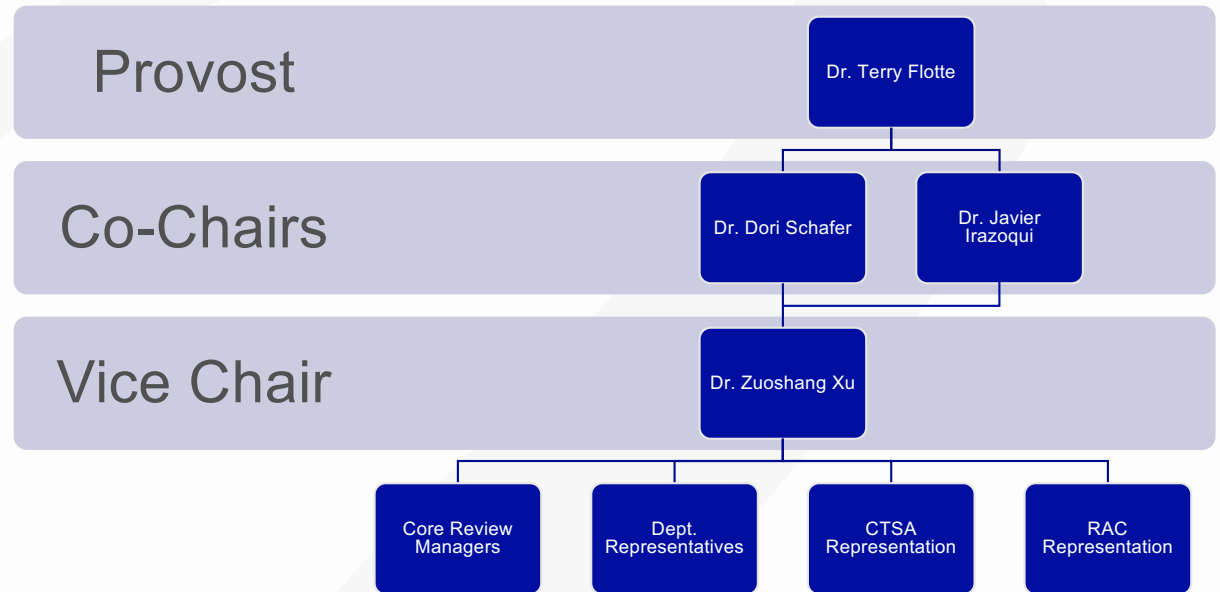 Provost
Dr. Terry Flotte
Co-Chairs
Dr. Dori Schafer
Dr. Javier
Irazoqui
Vice Chair
Dr. Zuoshang Xu
Core Review
Managers
Dept.
Representatives
CTSA
Representation
RAC
Representation